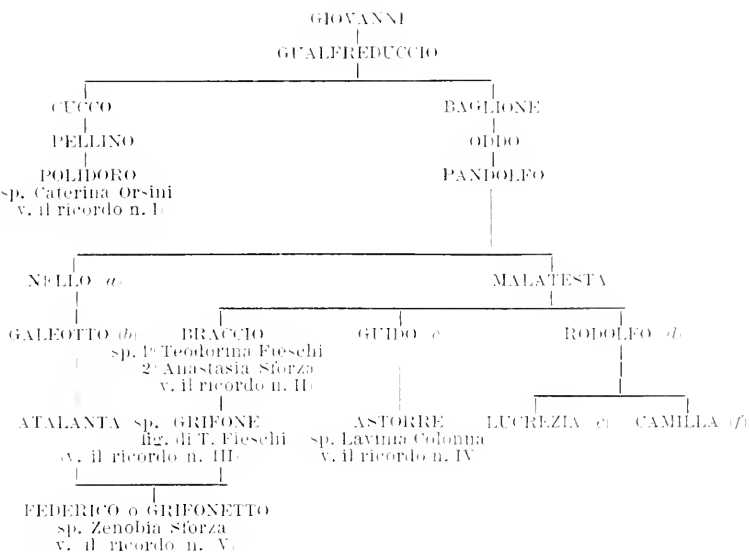 GIOVANNI
GUALFREDUCCIO
CUCCO BAGLIONE
PELLINO ODDO
POLIDORO PANDOLFO
sp. Caterina Orsini
v. il ricordo n. I)
NELLO (a) MALATESTA
GALEOTTO (b) BRACCIO GUIDO c RODOLFO (d)
sp. 1ª Teodorina Fieschi
2ª Anastasia Sforza
v. il ricordo n. II)
ATALANTA sp. GRIFONE ASTORRE LUCREZIA (e) CAMILLA (f)
fig. di T. Fieschi sp. Lavinia Colonna
(v. il ricordo n. III) v. il ricordo n. IV
FEDERICO o GRIFONETTO
sp. Zenobia Sforza
v. il ricordo n. V)